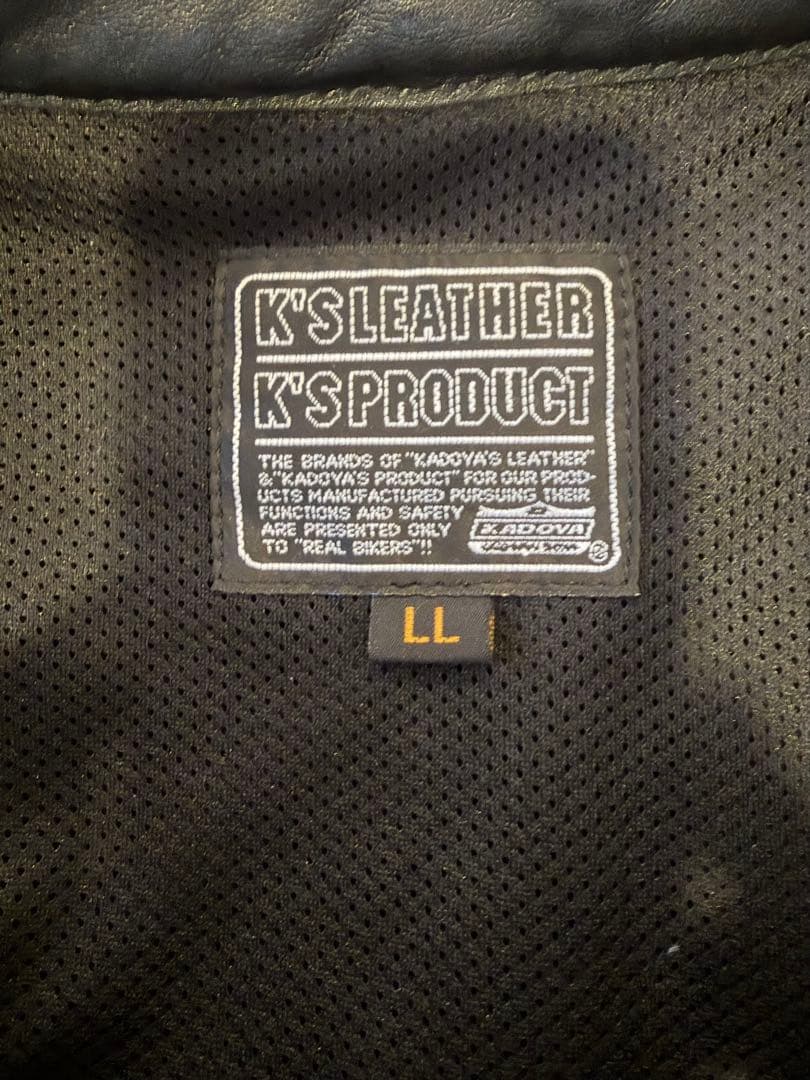 K'S LEATHER
K'S PRODUCT
THE BRANDS OF "KADOYA'S LEATHER"
& "KADOYA'S PRODUCT" FOR OUR PROD-
UCTS MANUFACTURED PURSUING THEIR
FUNCTIONS AND SAFETY
ARE PRESENTED ONLY
TO "REAL BIKERS"!!
KADOYA
LL